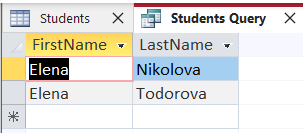 Students Students Query
FirstName LastName
Elena Nikolova
Elena Todorova